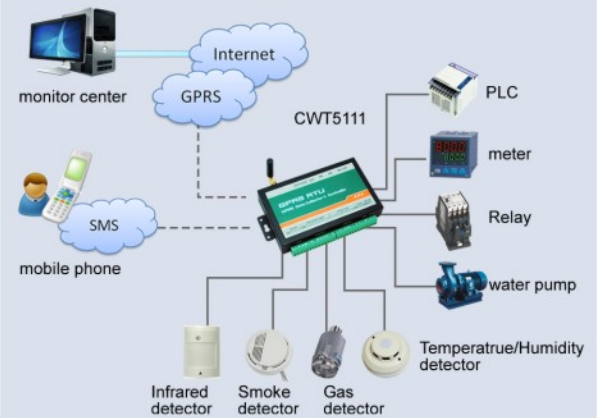 Internet
GPRS
monitor center
CWT5111
PLC
meter
GPRS RTU
Relay
SMS
mobile phone
water pump
Temperatrue/Humidity
detector
Infrared
detector
Smoke
detector
Gas
detector